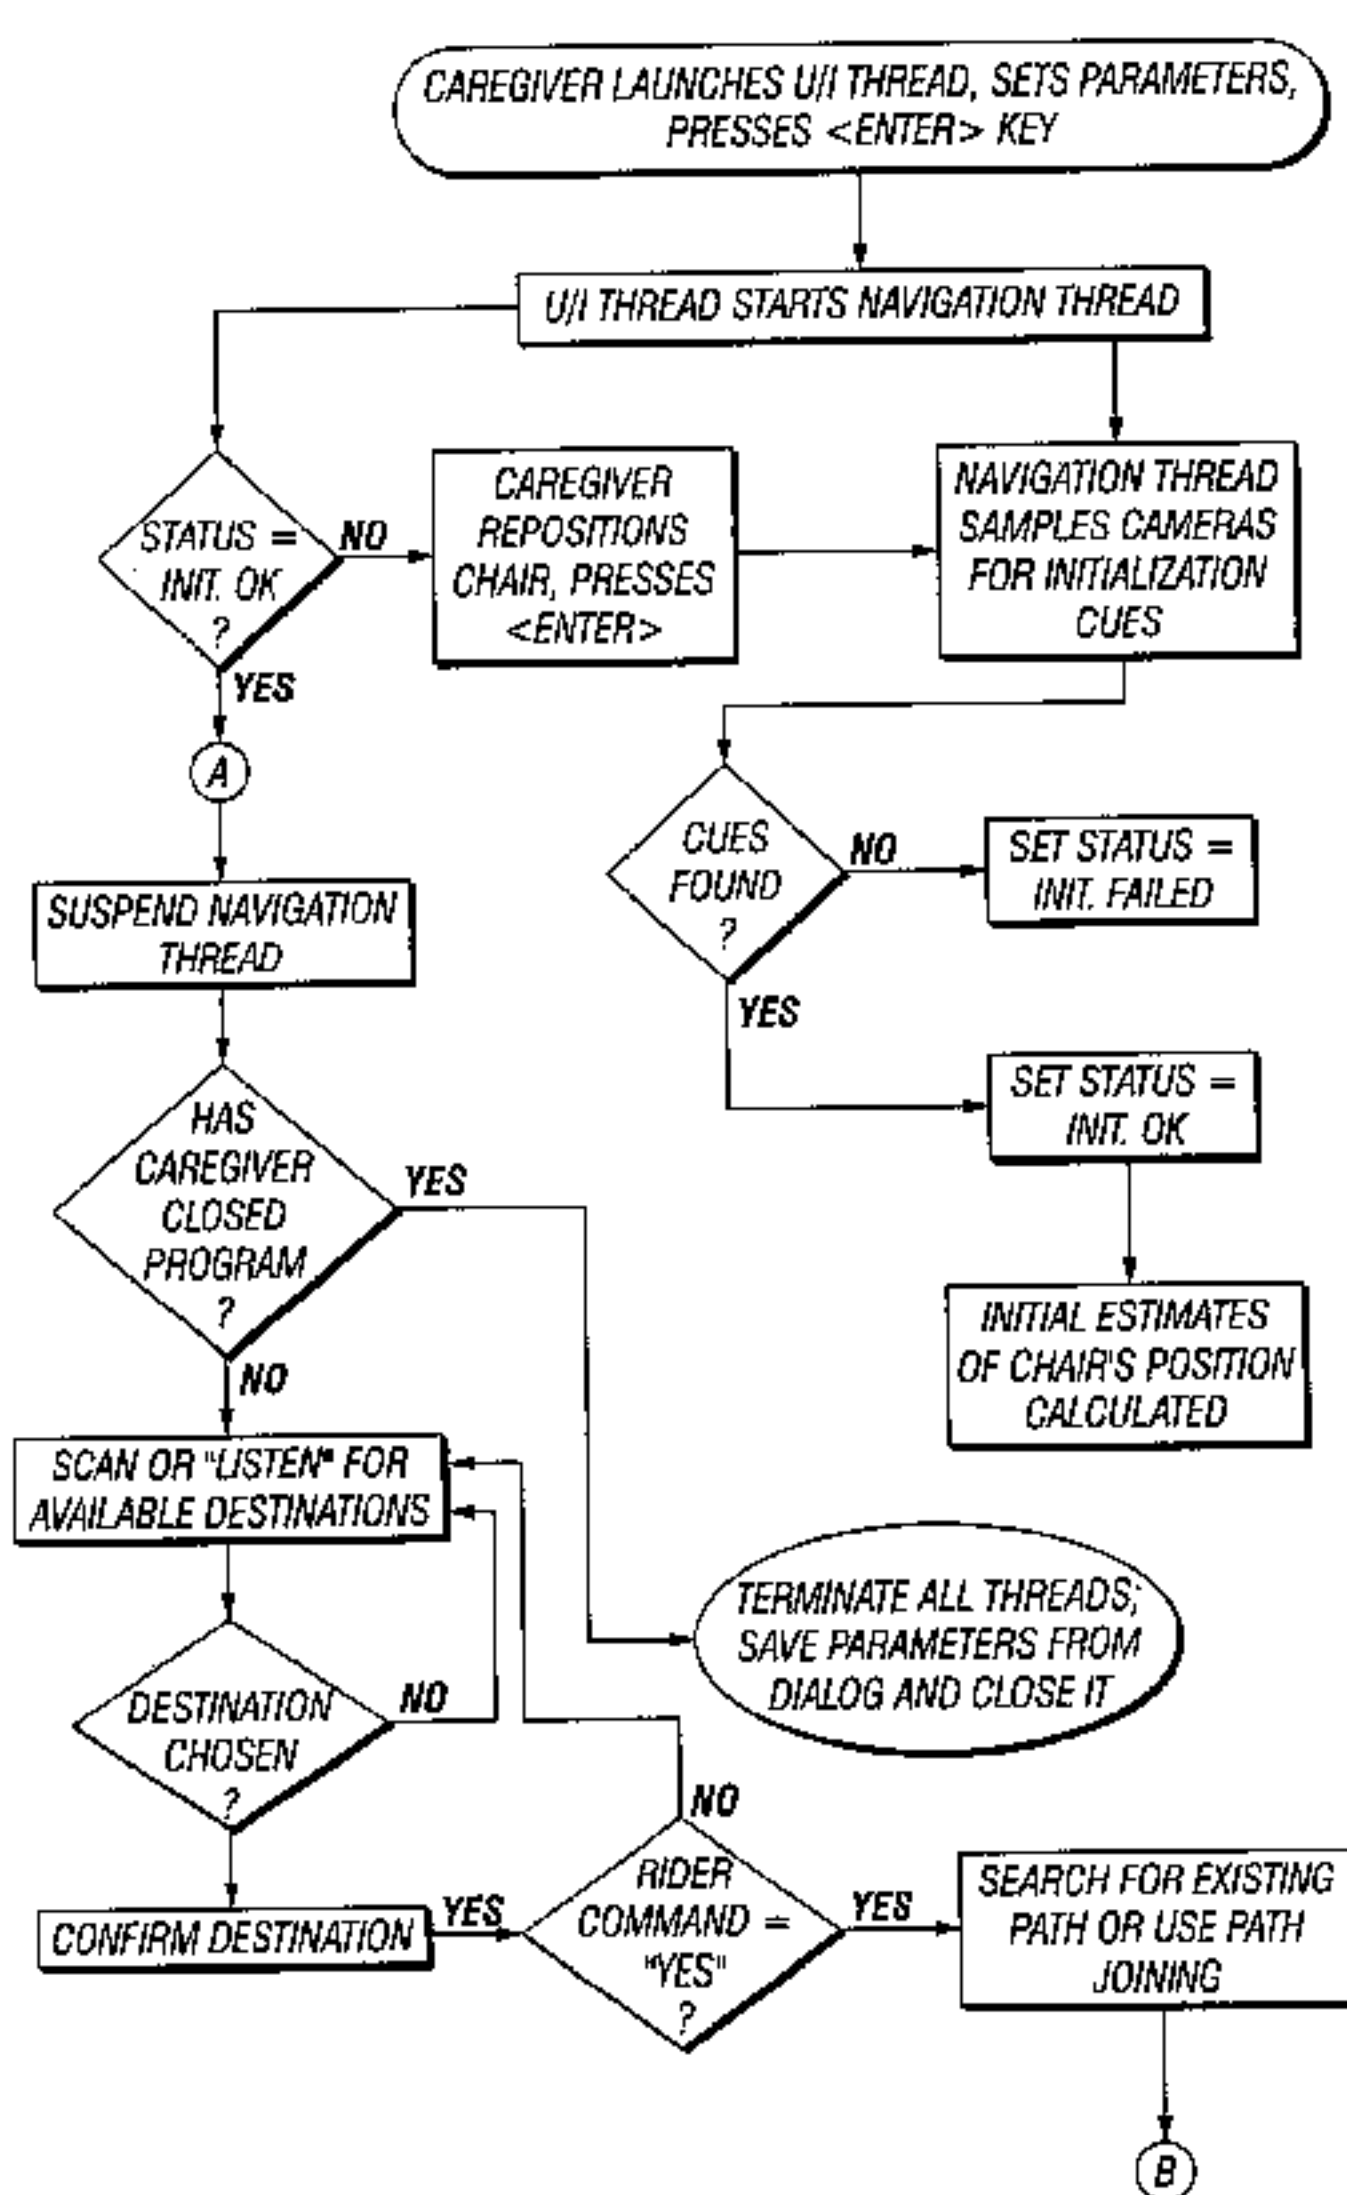 CAREGIVER LAUNCHES U/I THREAD, SETS PARAMETERS,
PRESSES <ENTER> KEY
U/I THREAD STARTS NAVIGATION THREAD
STATUS =
INIT. OK
?
NO
YES
CAREGIVER
REPOSITIONS
CHAIR, PRESSES
<ENTER>
NAVIGATION THREAD
SAMPLES CAMERAS
FOR INITIALIZATION
CUES
A
CUES
FOUND
?
NO
YES
SET STATUS =
INIT. FAILED
SUSPEND NAVIGATION
THREAD
SET STATUS =
INIT. OK
HAS
CAREGIVER
CLOSED
PROGRAM
?
YES
NO
INITIAL ESTIMATES
OF CHAIR'S POSITION
CALCULATED
SCAN OR "LISTEN" FOR
AVAILABLE DESTINATIONS
TERMINATE ALL THREADS;
SAVE PARAMETERS FROM
DIALOG AND CLOSE IT
DESTINATION
CHOSEN
?
NO
CONFIRM DESTINATION
YES
NO
RIDER
COMMAND =
"YES"
?
YES
SEARCH FOR EXISTING
PATH OR USE PATH
JOINING
B